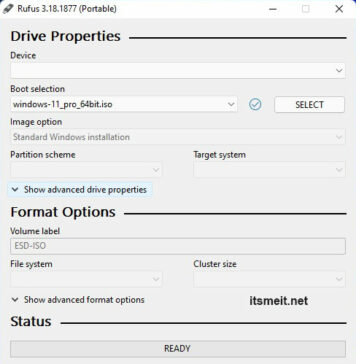 Rufus 3.18.1877 (Portable)
Drive Properties
Device
Boot selection
windows-11_pro_64bit.iso
SELECT
Image option
Standard Windows installation
Partition scheme
Target system
Show advanced drive properties
Format Options
Volume label
ESD-ISO
File system
Cluster size
Show advanced format options
itsmeit.net
Status
READY